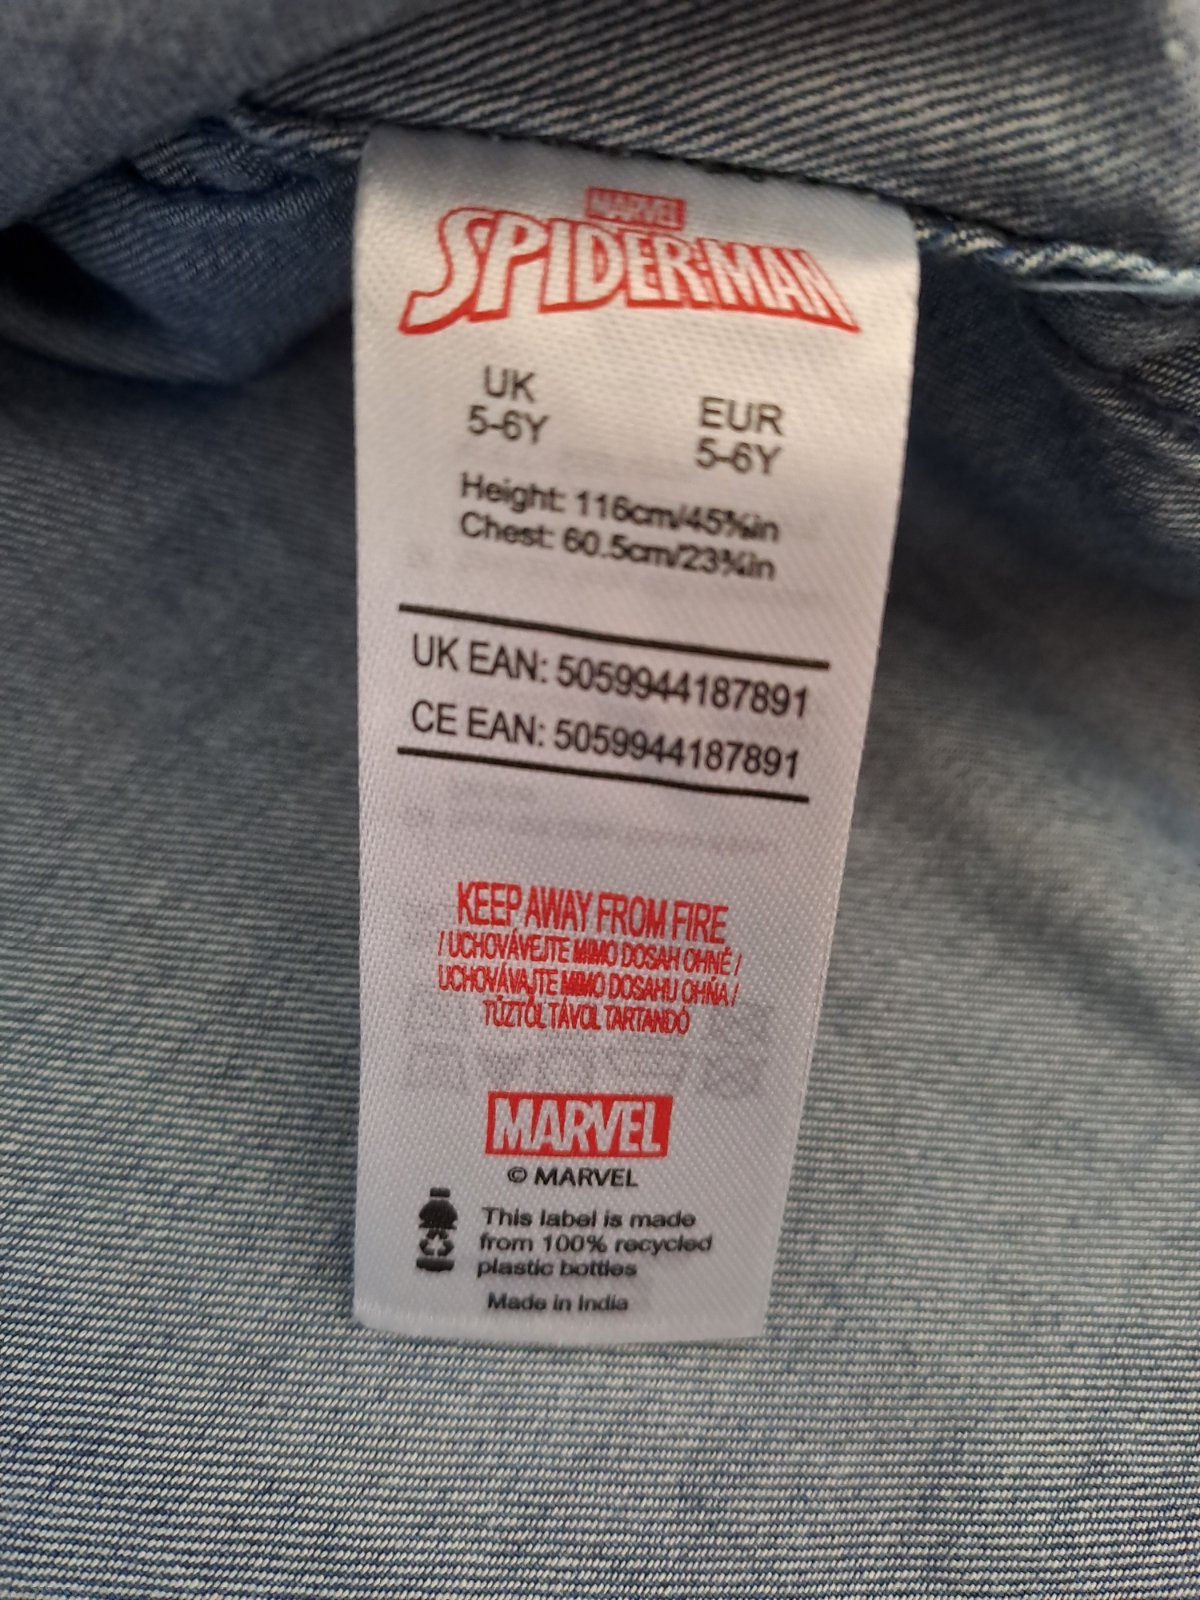 MARVEL
SPIDER-MAN
UK
5-6Y
EUR
5-6Y
Height: 116cm/45⅝in
Chest: 60.5cm/23¾in
UK EAN: 5059944187891
CE EAN: 5059944187891
KEEP AWAY FROM FIRE
/ UCHOVÁVEJTE MIMO DOSAH OHNĚ /
UCHOVÁVAJTE MIMO DOSAHU OHŇA /
TŰZTŐL TÁVOL TARTANDÓ
MARVEL
© MARVEL
This label is made
from 100% recycled
plastic bottles
Made in India